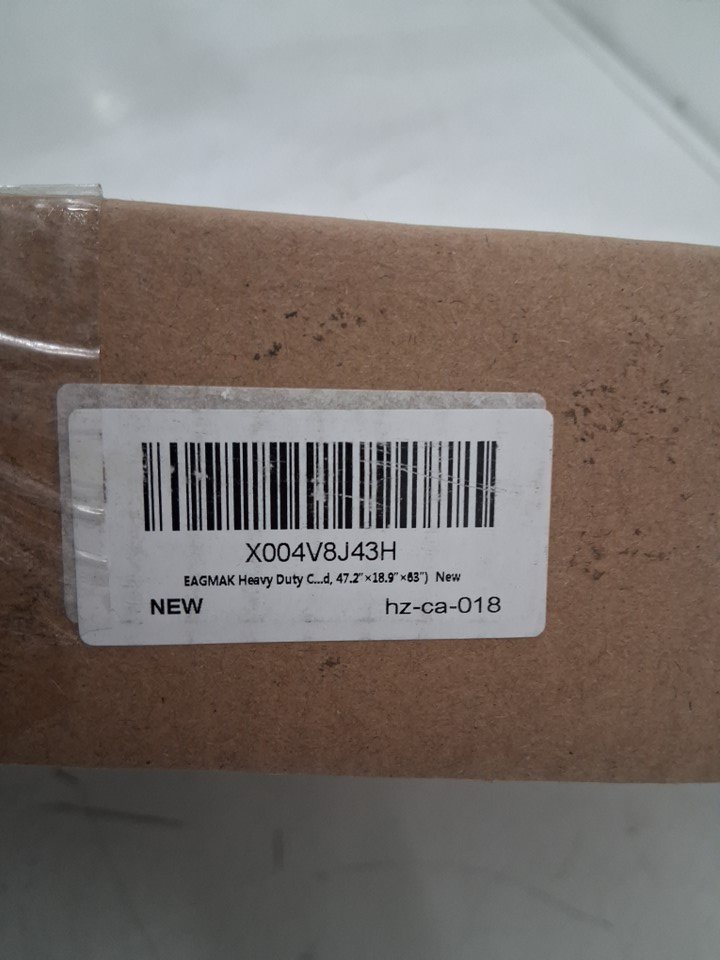 X004V8J43H
EAGMAK Heavy Duty C...d, 47.2"×18.9"×63") New
NEW hz-ca-018